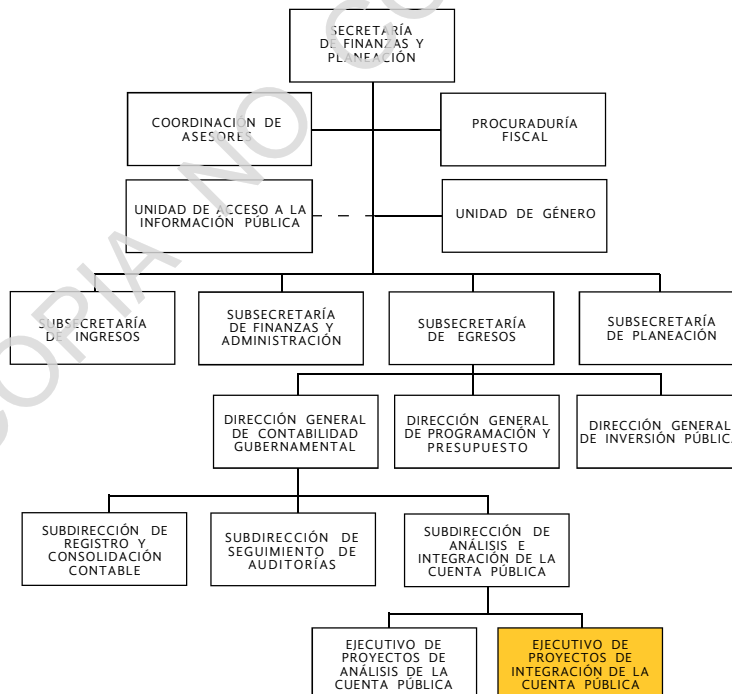 SECRETARÍA
DE FINANZAS Y
PLANEACIÓN
COORDINACIÓN DE
ASESORES
PROCURADURÍA
FISCAL
UNIDAD DE ACCESO A LA
INFORMACIÓN PÚBLICA
UNIDAD DE GÉNERO
SUBSECRETARÍA
DE INGRESOS
SUBSECRETARÍA
DE FINANZAS Y
ADMINISTRACIÓN
SUBSECRETARÍA
DE EGRESOS
SUBSECRETARÍA
DE PLANEACIÓN
DIRECCIÓN GENERAL
DE CONTABILIDAD
GUBERNAMENTAL
DIRECCIÓN GENERAL
DE PROGRAMACIÓN Y
PRESUPUESTO
DIRECCIÓN GENERAL
DE INVERSIÓN PÚBLICA
SUBDIRECCIÓN DE
REGISTRO Y
CONSOLIDACIÓN
CONTABLE
SUBDIRECCIÓN DE
SEGUIMIENTO DE
AUDITORÍAS
SUBDIRECCIÓN DE
ANÁLISIS E
INTEGRACIÓN DE LA
CUENTA PÚBLICA
EJECUTIVO DE
PROYECTOS DE
ANÁLISIS DE LA
CUENTA PÚBLICA
EJECUTIVO DE
PROYECTOS DE
INTEGRACIÓN DE LA
CUENTA PÚBLICA
COPIA NO CO